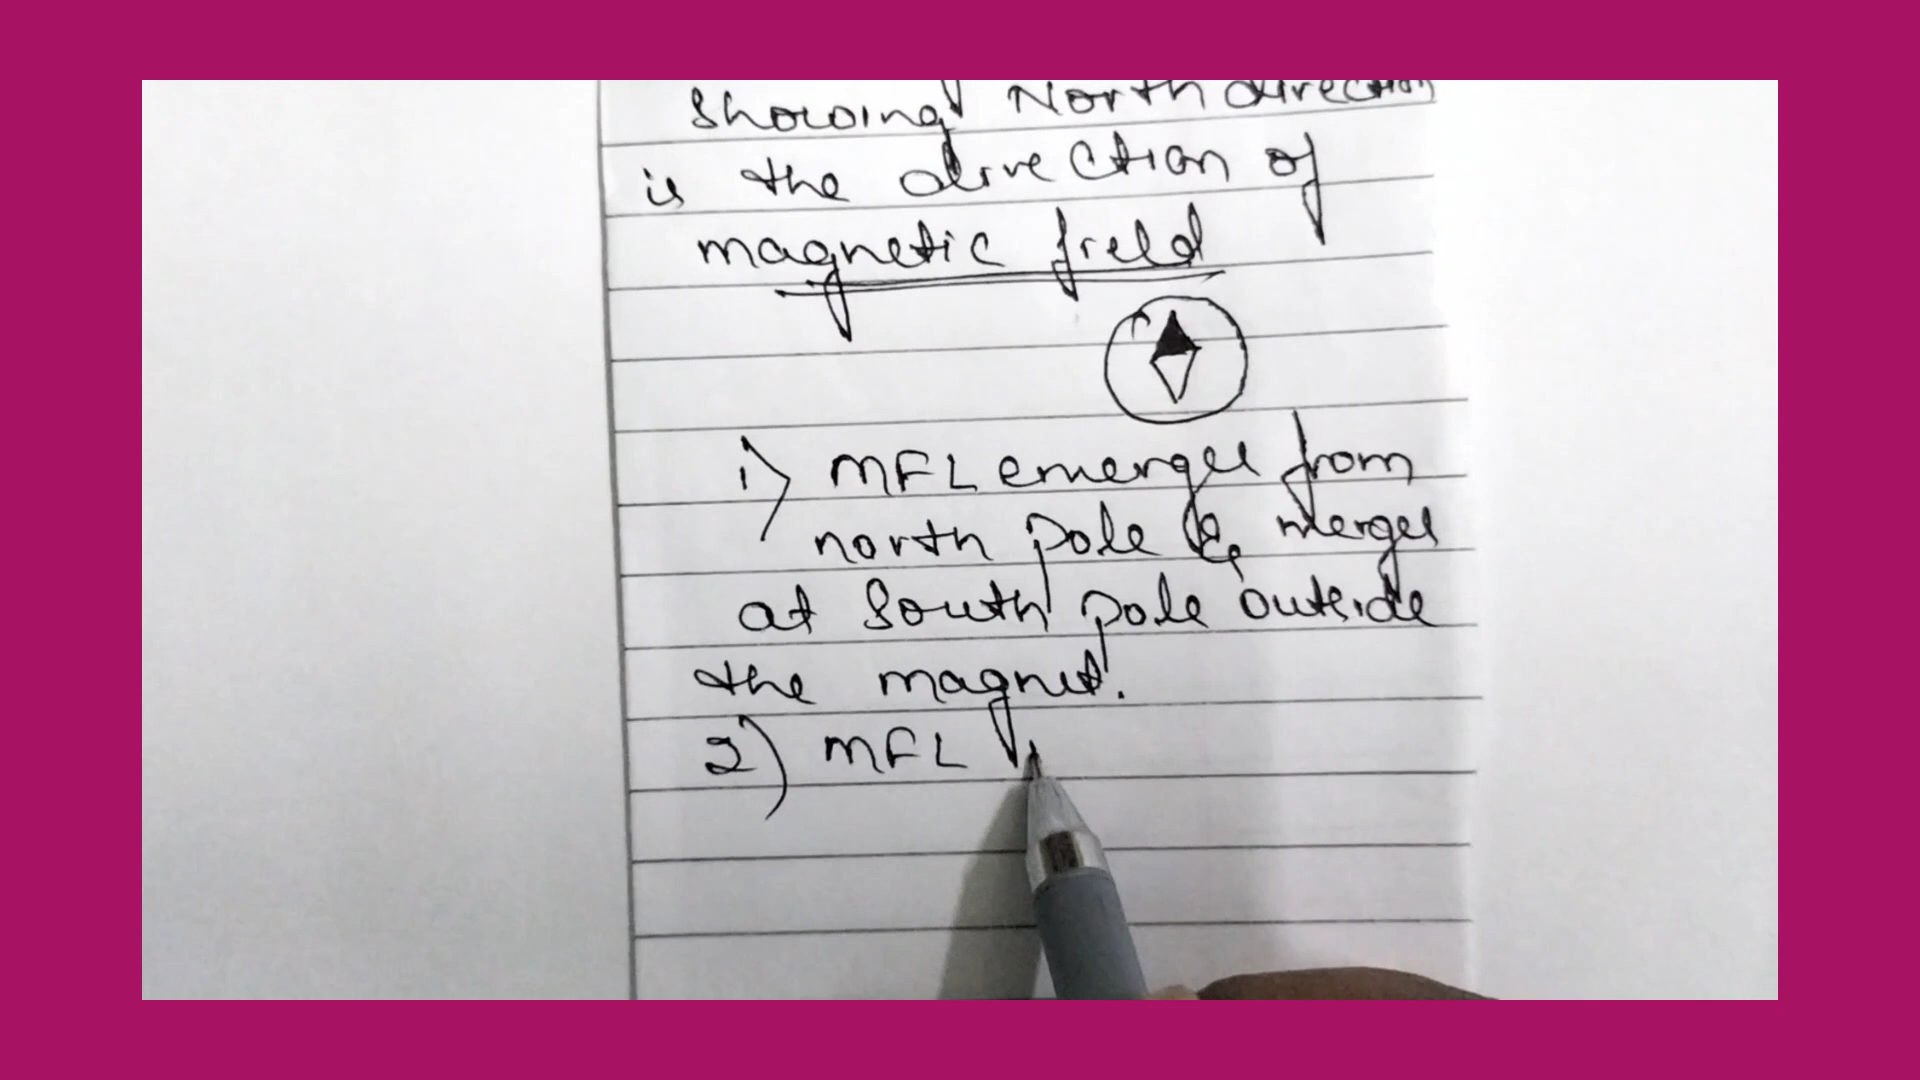 showing North direction
is the direction of
magnetic field
1) MFL emerges from
north pole & merges
at South pole outside
the magnet.
2) MFL